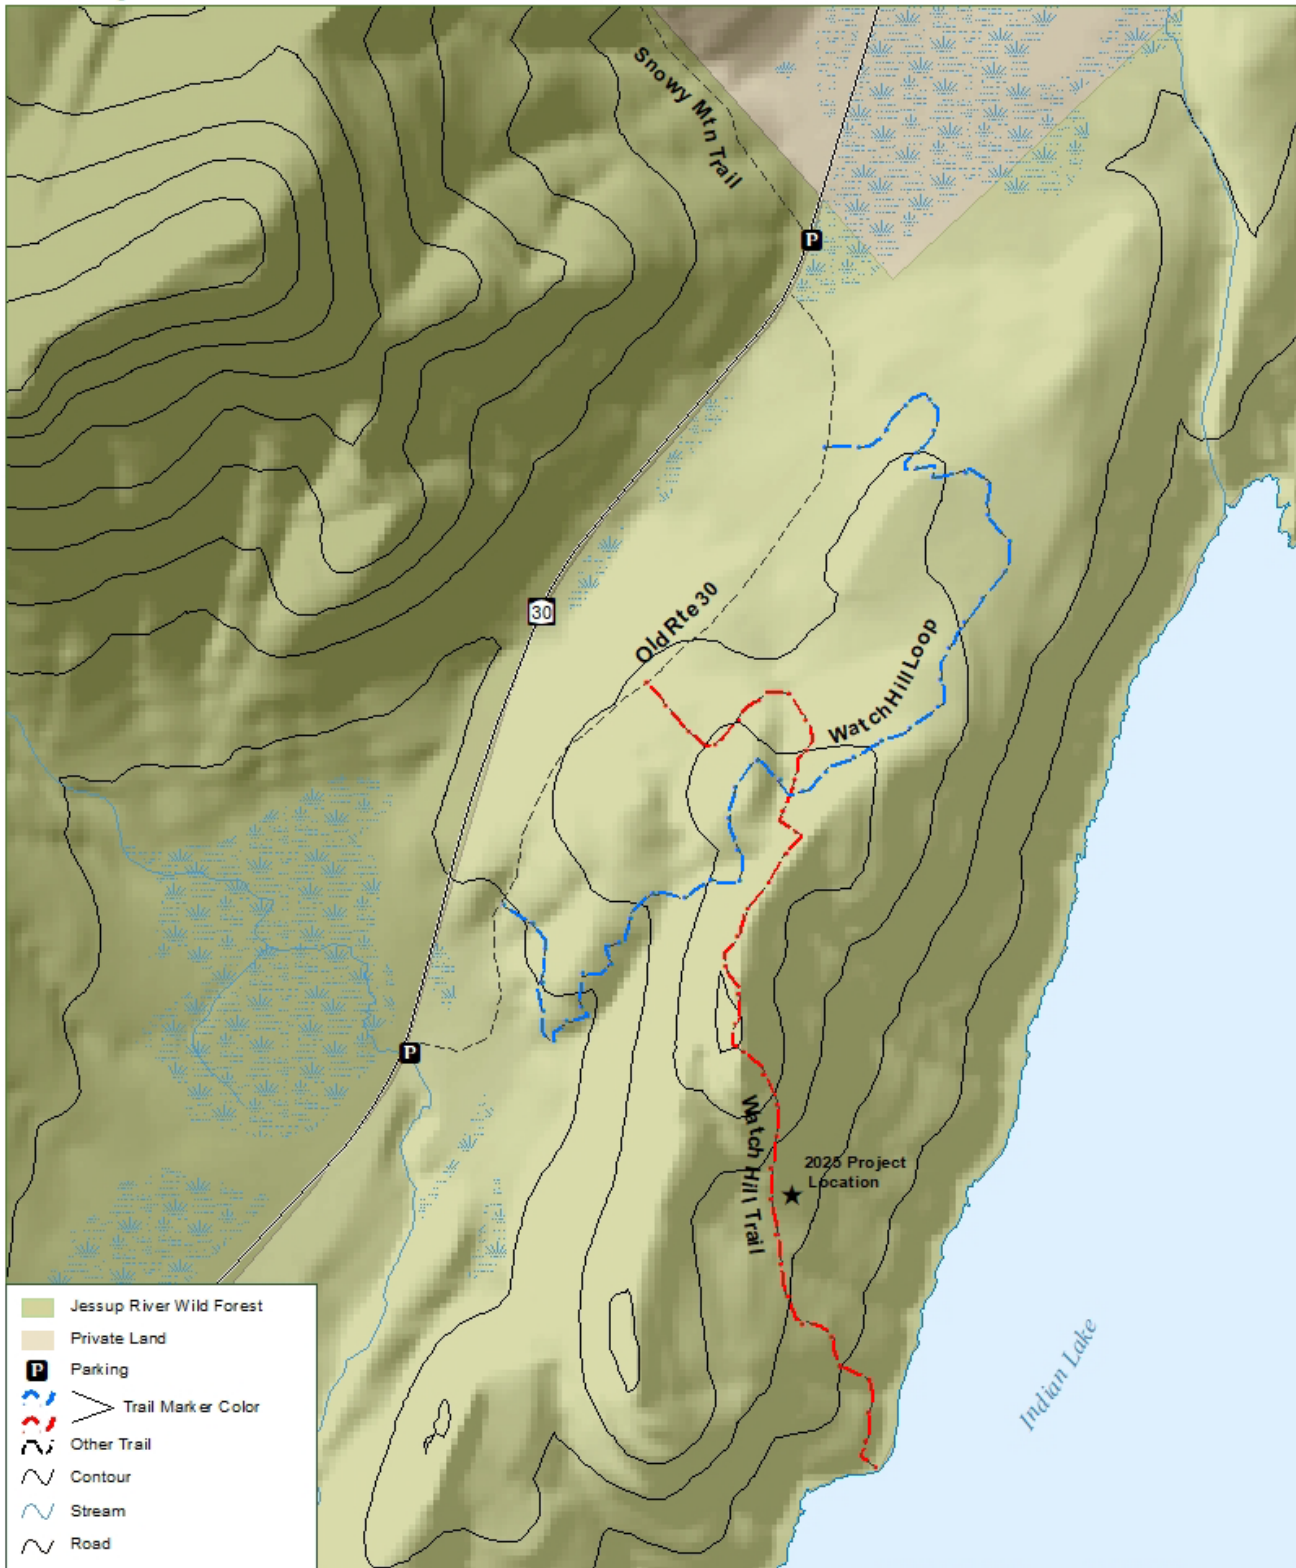 Snowy Mtn Trail
P
30
Old Rte 30
Watch Hill Loop
P
Watch Hill Trail
2025 Project
Location
Indian Lake
Jessup River Wild Forest
Private Land
P
Parking
Trail Marker Color
Other Trail
Contour
Stream
Road